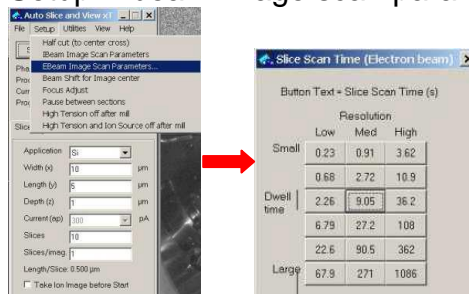 Auto Slice and View xT
File Setup Utilities View Help
Half cut (to center cross)
IBeam Image Scan Parameters
EBeam Image Scan Parameters...
Beam Shift for Image center
Focus Adjust
Pause between sections
High Tension off after mill
High Tension and Ion Source off after mill
Application Si
Width (x) 10 µm
Length (y) 5 µm
Depth (z) 1 µm
Current (ap) 300 pA
Slices 10
Slices/imag. 1
Length/Slice: 0.500 µm
Take Ion Image before Start
Slice Scan Time (Electron beam)
Button Text = Slice Scan Time (s)
Resolution
Low Med High
Small 0.23 0.91 3.62
0.68 2.72 10.9
Dwell time 2.26 9.05 36.2
6.79 27.2 108
22.6 90.5 362
Large 67.9 271 1086